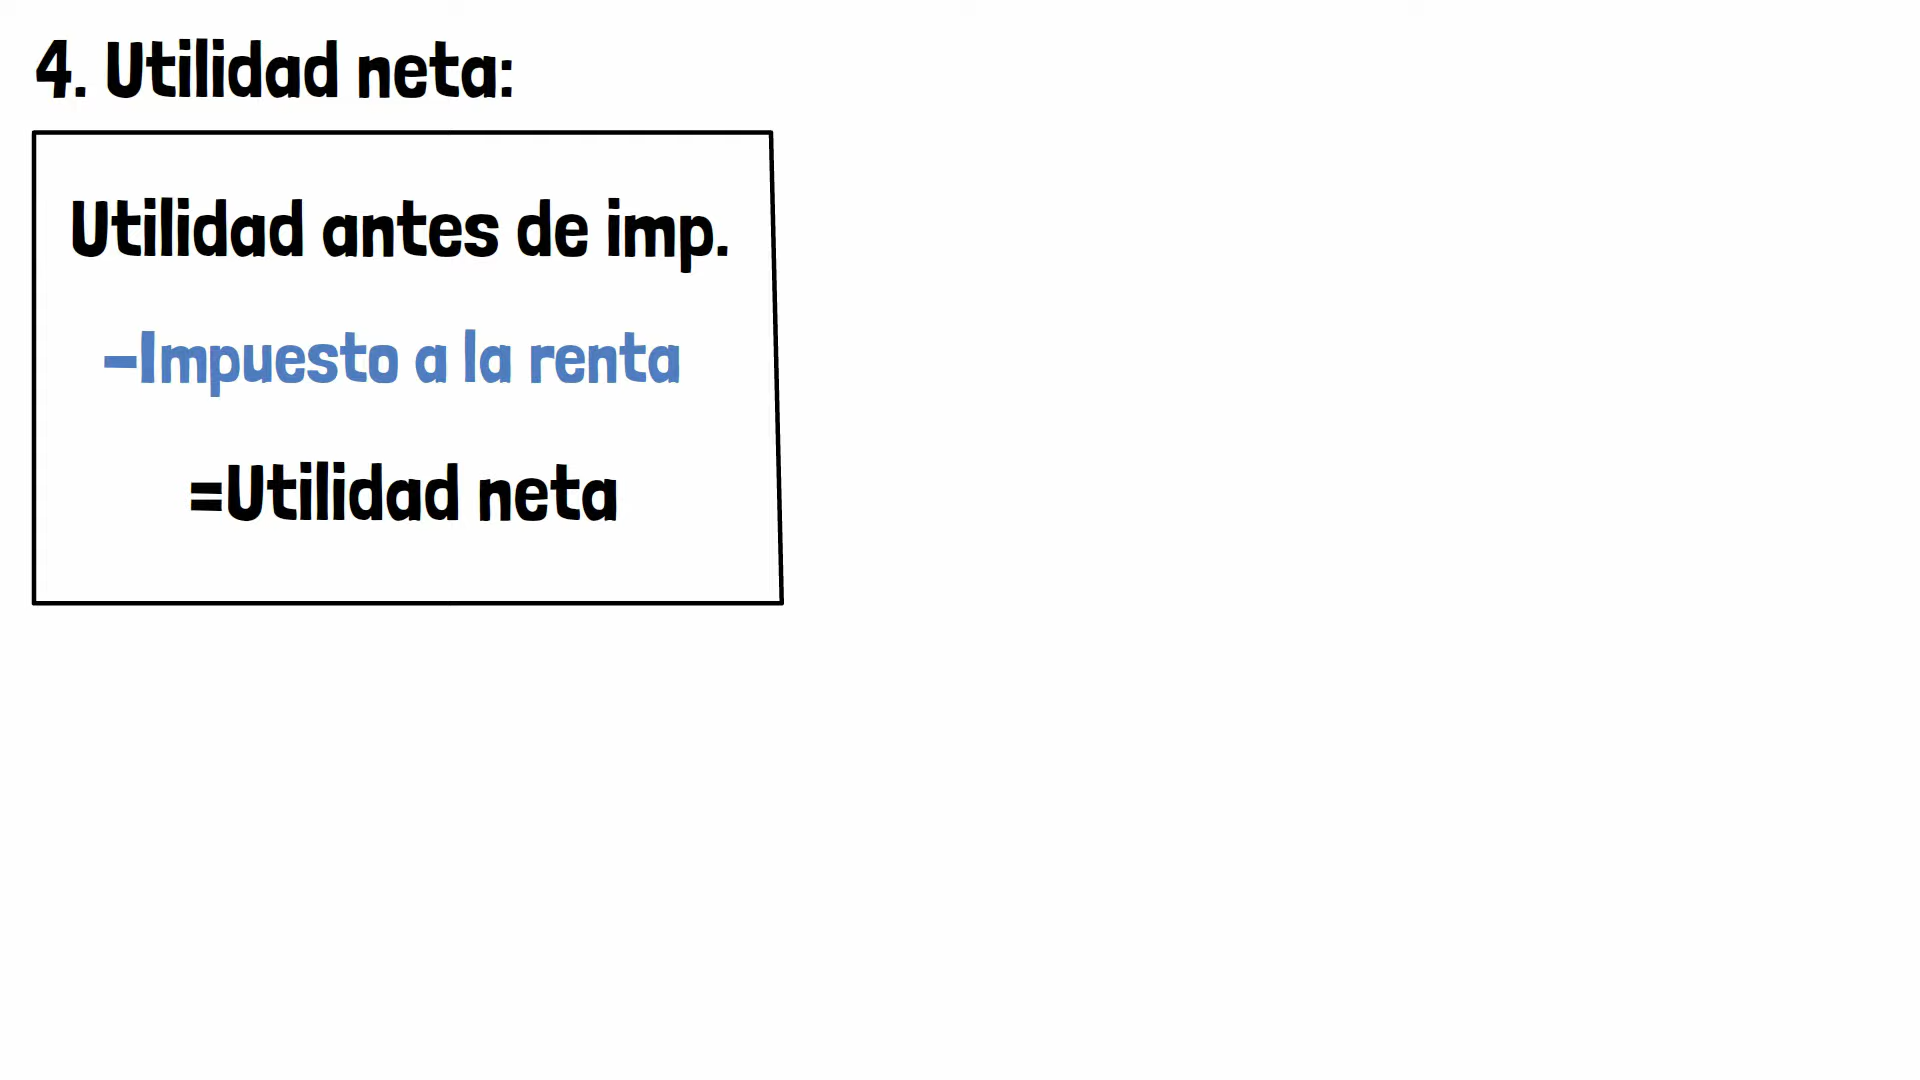 4. Utilidad neta:
Utilidad antes de imp.
-Impuesto a la renta
=Utilidad neta